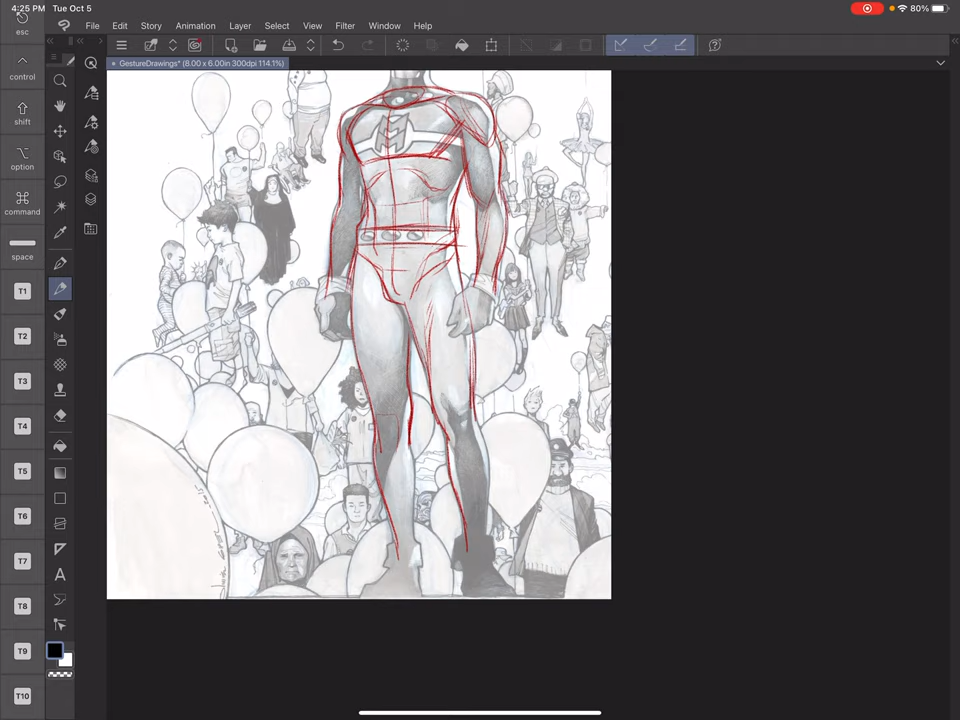 4:25 PM Tue Oct 5
80%
esc
File Edit Story Animation Layer Select View Filter Window Help
control
GestureDrawings* (8.00 x 6.00in 300dpi 114.1%)
shift
option
command
space
T1
T2
T3
T4
T5
T6
T7
T8
T9
T10
M
A